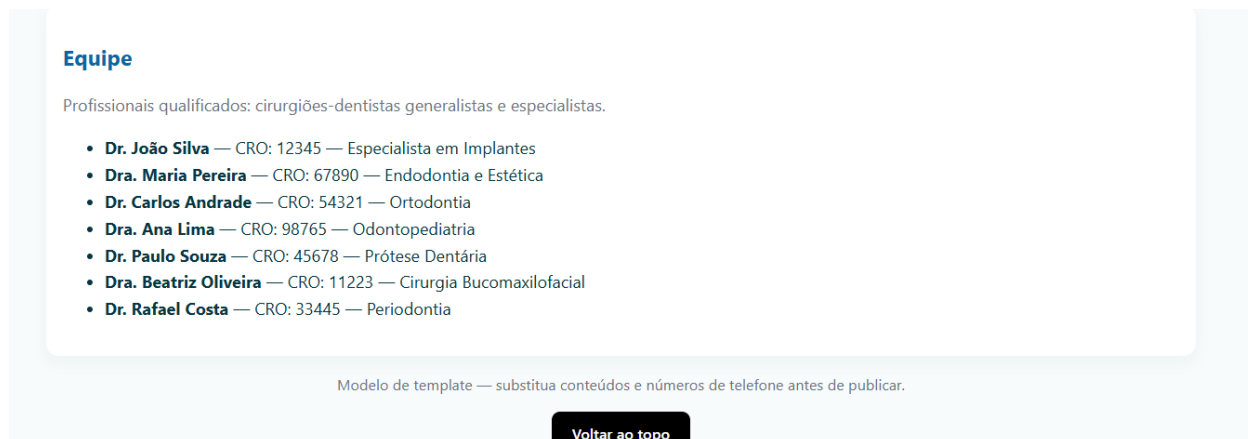 Equipe
Profissionais qualificados: cirurgiões-dentistas generalistas e especialistas.
• Dr. João Silva — CRO: 12345 — Especialista em Implantes
• Dra. Maria Pereira — CRO: 67890 — Endodontia e Estética
• Dr. Carlos Andrade — CRO: 54321 — Ortodontia
• Dra. Ana Lima — CRO: 98765 — Odontopediatria
• Dr. Paulo Souza — CRO: 45678 — Prótese Dentária
• Dra. Beatriz Oliveira — CRO: 11223 — Cirurgia Bucomaxilofacial
• Dr. Rafael Costa — CRO: 33445 — Periodontia
Modelo de template — substitua conteúdos e números de telefone antes de publicar.
Voltar ao topo